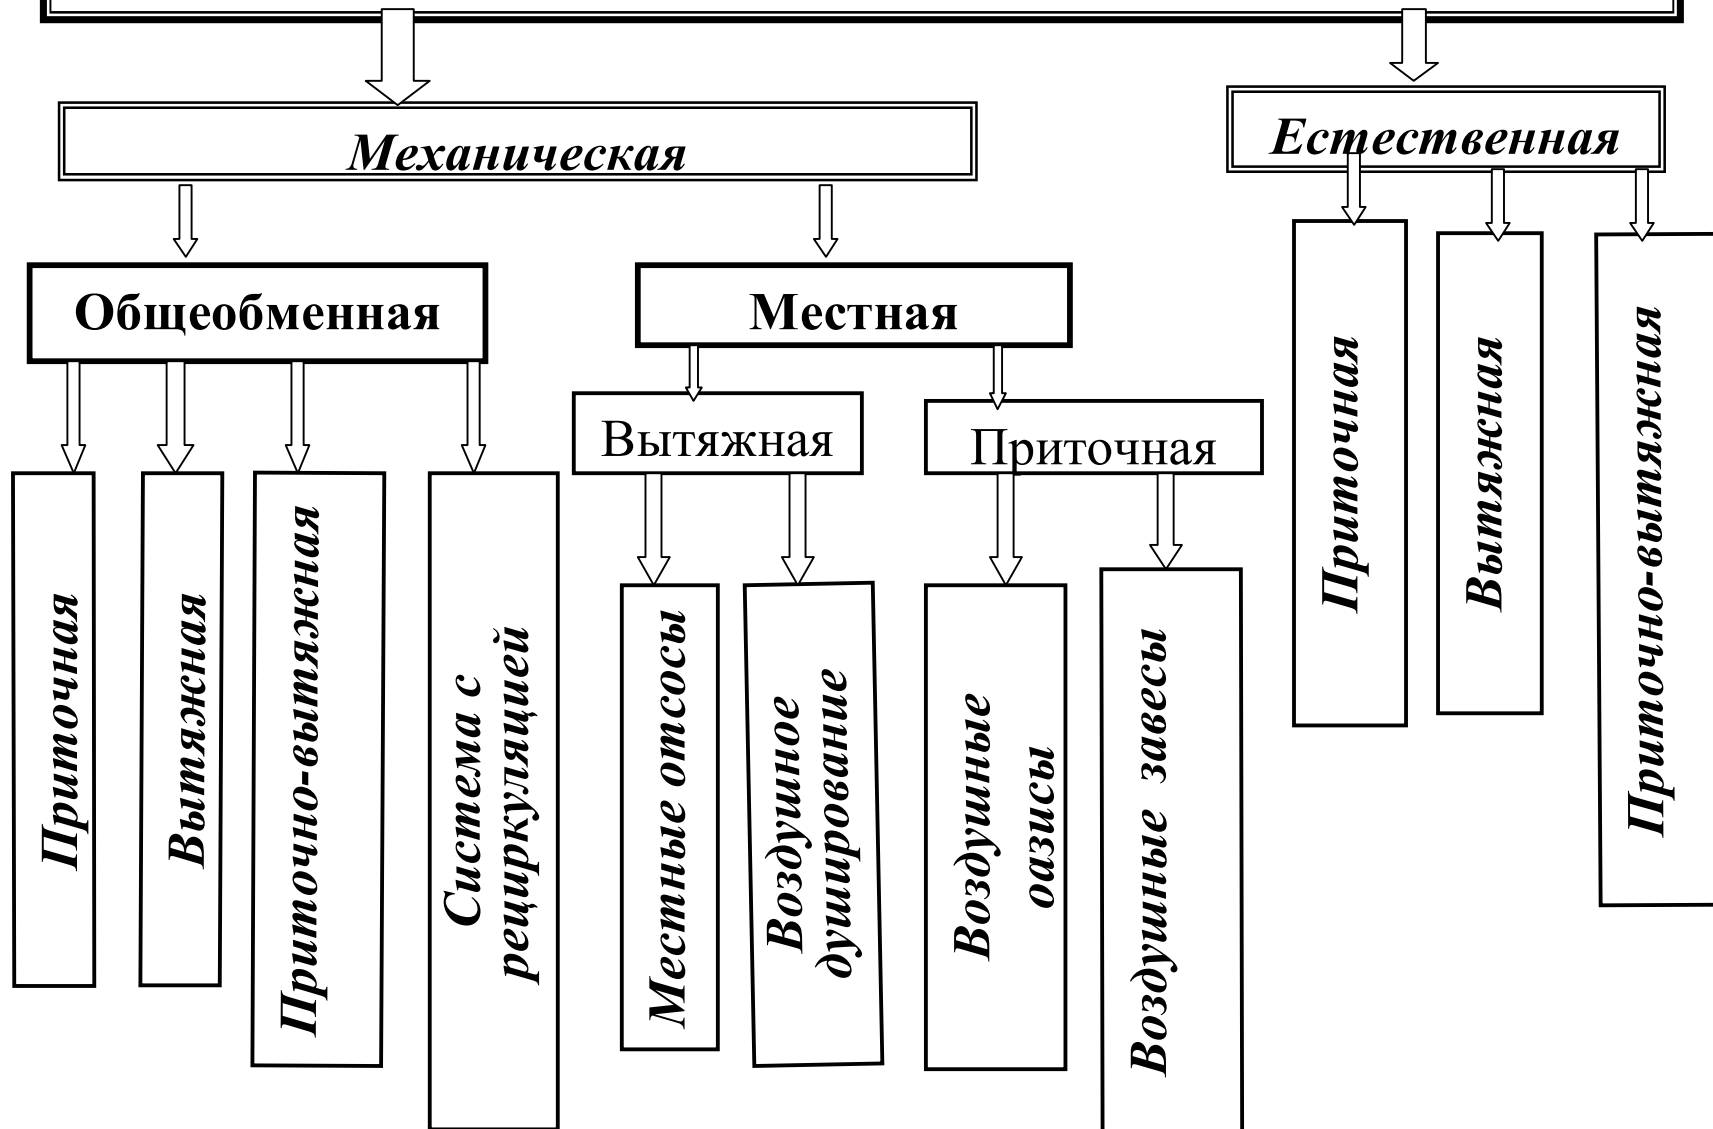 Механическая
Естественная
Общеобменная
Местная
Вытяжная
Приточная
Приточная
Вытяжная
Приточно-вытяжная
Система с
рециркуляцией
Местные отсосы
Воздушное
душирование
Воздушные
оазисы
Воздушные завесы
Приточная
Вытяжная
Приточно-вытяжная